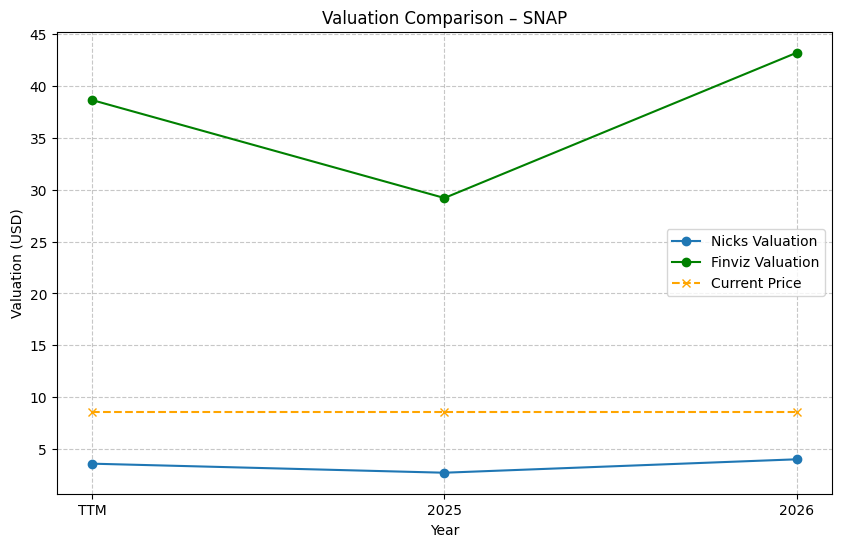 Valuation Comparison – SNAP
45
40
35
30
25
20
15
10
5
Valuation (USD)
Nicks Valuation
Finviz Valuation
Current Price
TTM 2025 2026
Year